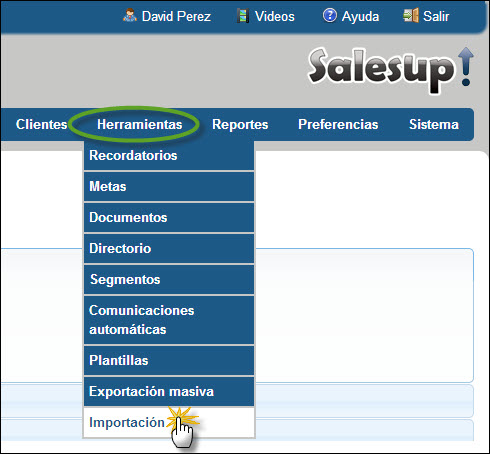 David Perez Videos Ayuda Salir
Salesup!
Clientes Herramientas Reportes Preferencias Sistema
Recordatorios
Metas
Documentos
Directorio
Segmentos
Comunicaciones
automáticas
Plantillas
Exportación masiva
Importación